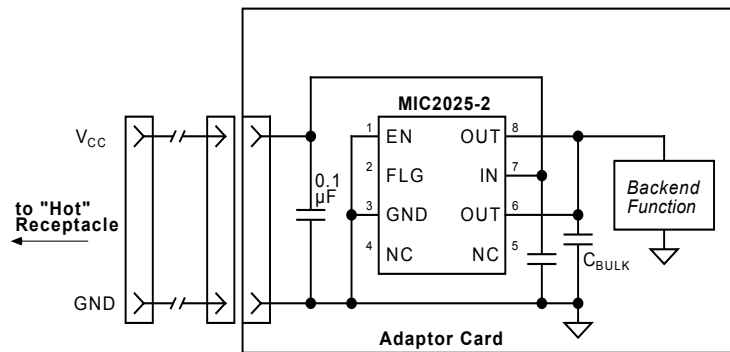 MIC2025-2
V_CC
1 EN OUT 8
2 FLG IN 7
0.1
µF
3 GND OUT 6
4 NC NC 5
Backend
Function
to "Hot"
Receptacle
C_BULK
GND
Adaptor Card